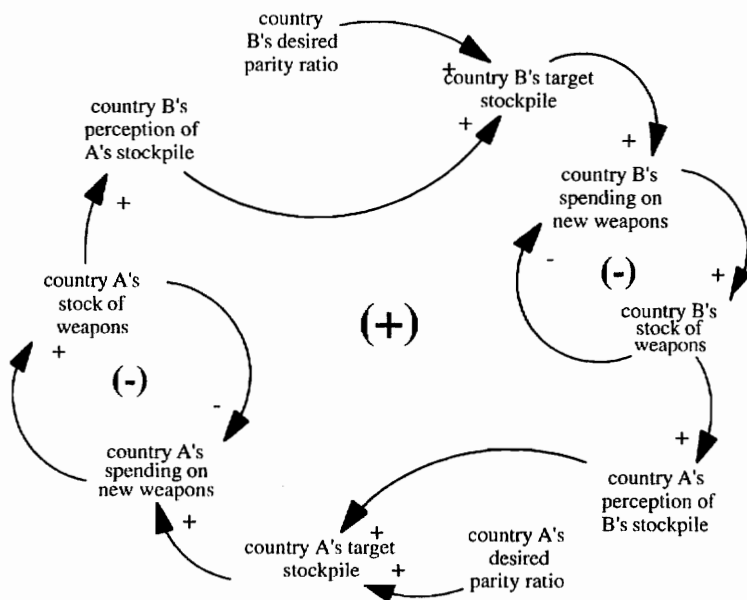 country
B's desired
parity ratio
+
country B's target
stockpile
+
country B's
perception of
A's stockpile
+
country B's
spending on
new weapons
+
-
(-)
+
country A's
stock of
weapons
+
(+)
country B's
stock of
weapons
(-)
-
+
country A's
spending on
new weapons
+
country A's
perception of
B's stockpile
+
country A's target
stockpile
+
+
country A's
desired
parity ratio